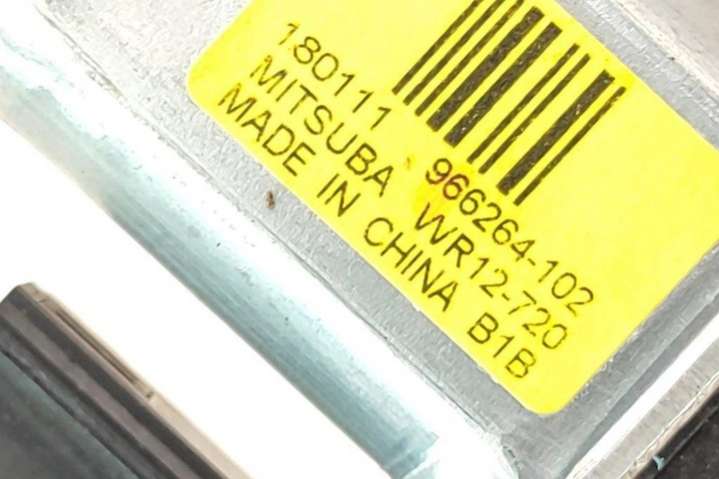 180111 966264-102
MITSUBA WR12-720
MADE IN CHINA B1B